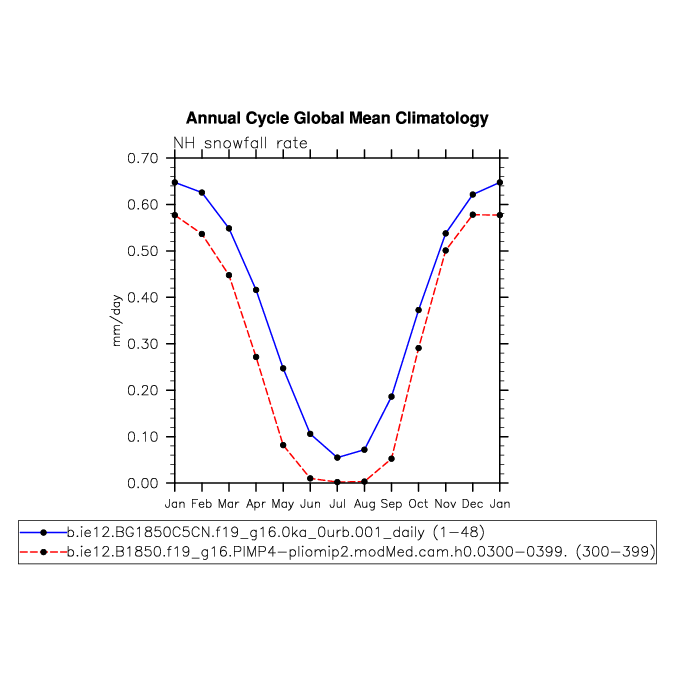 Annual Cycle Global Mean Climatology
NH snowfall rate
0.70
0.60
0.50
0.40
0.30
0.20
0.10
0.00
mm/day
Jan Feb Mar Apr May Jun Jul Aug Sep Oct Nov Dec Jan
b.ie12.BG1850C5CN.f19_g16.0ka_0urb.001_daily (1-48)
b.ie12.B1850.f19_g16.PlMP4-pliomip2.modMed.cam.h0.0300-0399. (300-399)